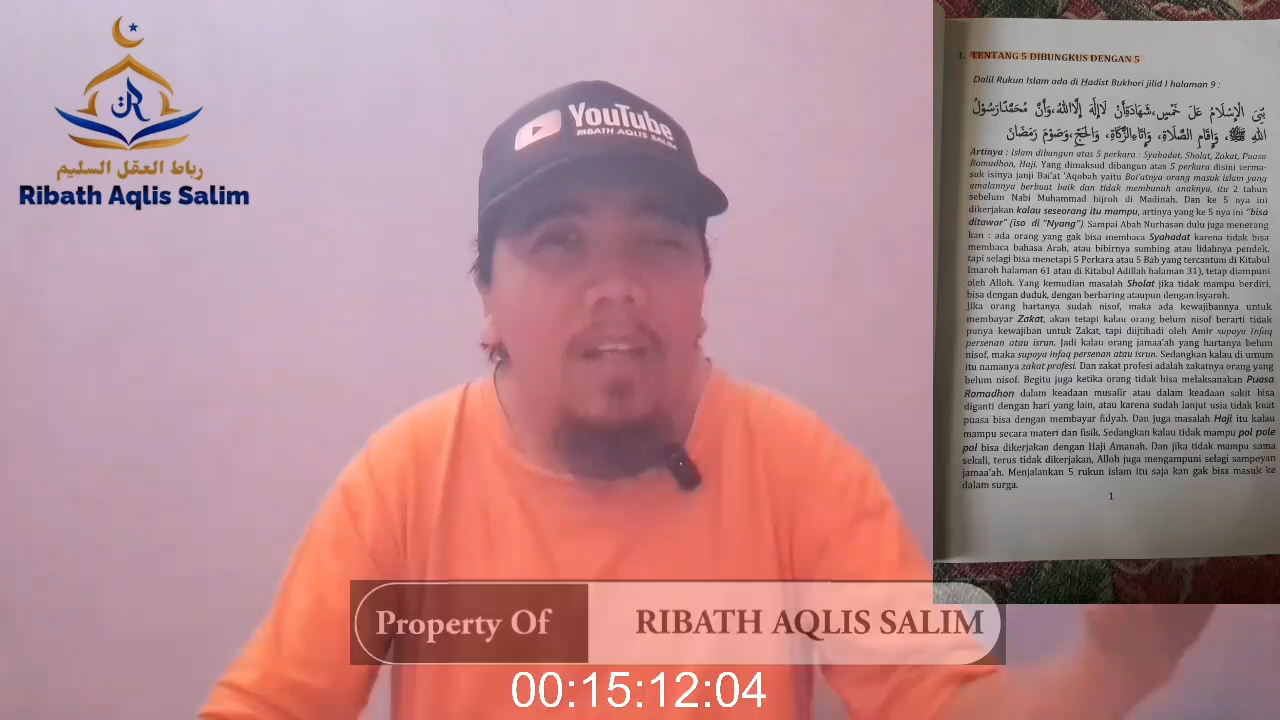 رباط العقل السليم
Ribath Aqlis Salim
YouTube
RIBATH AQLIS SALIM
I. TENTANG 5 DIBUNGKUS DENGAN 5
Dalil Rukun Islam ada di Hadist Bukhori jilid I halaman 9 :
بُنِيَ الْإِسْلَامُ عَلَى خَمْسٍ،شَهَادَةِأَنْ لَاإِلَهَ إِلَّااللهُ،وَأَنَّ مُحَمَّدًارَسُوْلُ
اللهِ ﷺ، وَإِقَامِ الصَّلَاةِ، وَإِيْتَاءِالزَّكَاةِ، وَالْحَجِّ،وَصَوْمِ رَمَضَانَ
Artinya : islam dibangun atas 5 perkara : Syahadat, Sholat, Zakat, Puasa
Romadhon, Haji. Yang dimaksud dibangun atas 5 perkara disini terma-
suk isinya janji Bai'at 'Aqobah yaitu Bai'atnya orang masuk islam yang
amalannya berbuat baik dan tidak membunuh anaknya, itu 2 tahun
sebelum Nabi Muhammad hijroh di Madinah. Dan ke 5 nya ini
dikerjakan kalau seseorang itu mampu, artinya yang ke 5 nya ini "bisa
ditawar" (iso di "Nyang") Sampai Abah Nurhasan dulu juga menerang
kan : ada orang yang gak bisa membaca Syahadat karena tidak bisa
membaca bahasa Arab, atau bibirnya sumbing atau lidahnya pendek,
tapi selagi bisa menetapi 5 Perkara atau 5 Bab yang tercantum di Kitabul
Imaroh halaman 61 atau di Kitabul Adillah halaman 31), tetap diampuni
oleh Alloh. Yang kemudian masalah Sholat jika tidak mampu berdiri,
bisa dengan duduk, dengan berbaring ataupun dengan isyaroh.
Jika orang hartanya sudah nisof, maka ada kewajibannya untuk
membayar Zakat, akan tetapi kalau orang belum nisof berarti tidak
punya kewajiban untuk Zakat, tapi diijtihadi oleh Amir supaya infaq
persenan atau isrun. Jadi kalau orang jamaa'ah yang hartanya belum
nisof, maka supaya infaq persenan atau isrun. Sedangkan kalau di umum
itu namanya zakat profesi. Dan zakat profesi adalah zakatnya orang yang
belum nisof. Begitu juga ketika orang tidak bisa melaksanakan Puasa
Romadhon dalam keadaan musafir atau dalam keadaan sakit bisa
diganti dengan hari yang lain, atau karena sudah lanjut usia tidak kuat
puasa bisa dengan membayar fidyah. Dan juga masalah Haji itu kalau
mampu secara materi dan fisik. Sedangkan kalau tidak mampu pol pole
pol bisa dikerjakan dengan Haji Amanah. Dan jika tidak mampu sama
sekali, terus tidak dikerjakan, Alloh juga mengampuni selagi sampeyan
jamaa'ah. Menjalankan 5 rukun islam itu saja kan gak bisa masuk ke
dalam surga.
1
Property Of RIBATH AQLIS SALIM
00:15:12:04